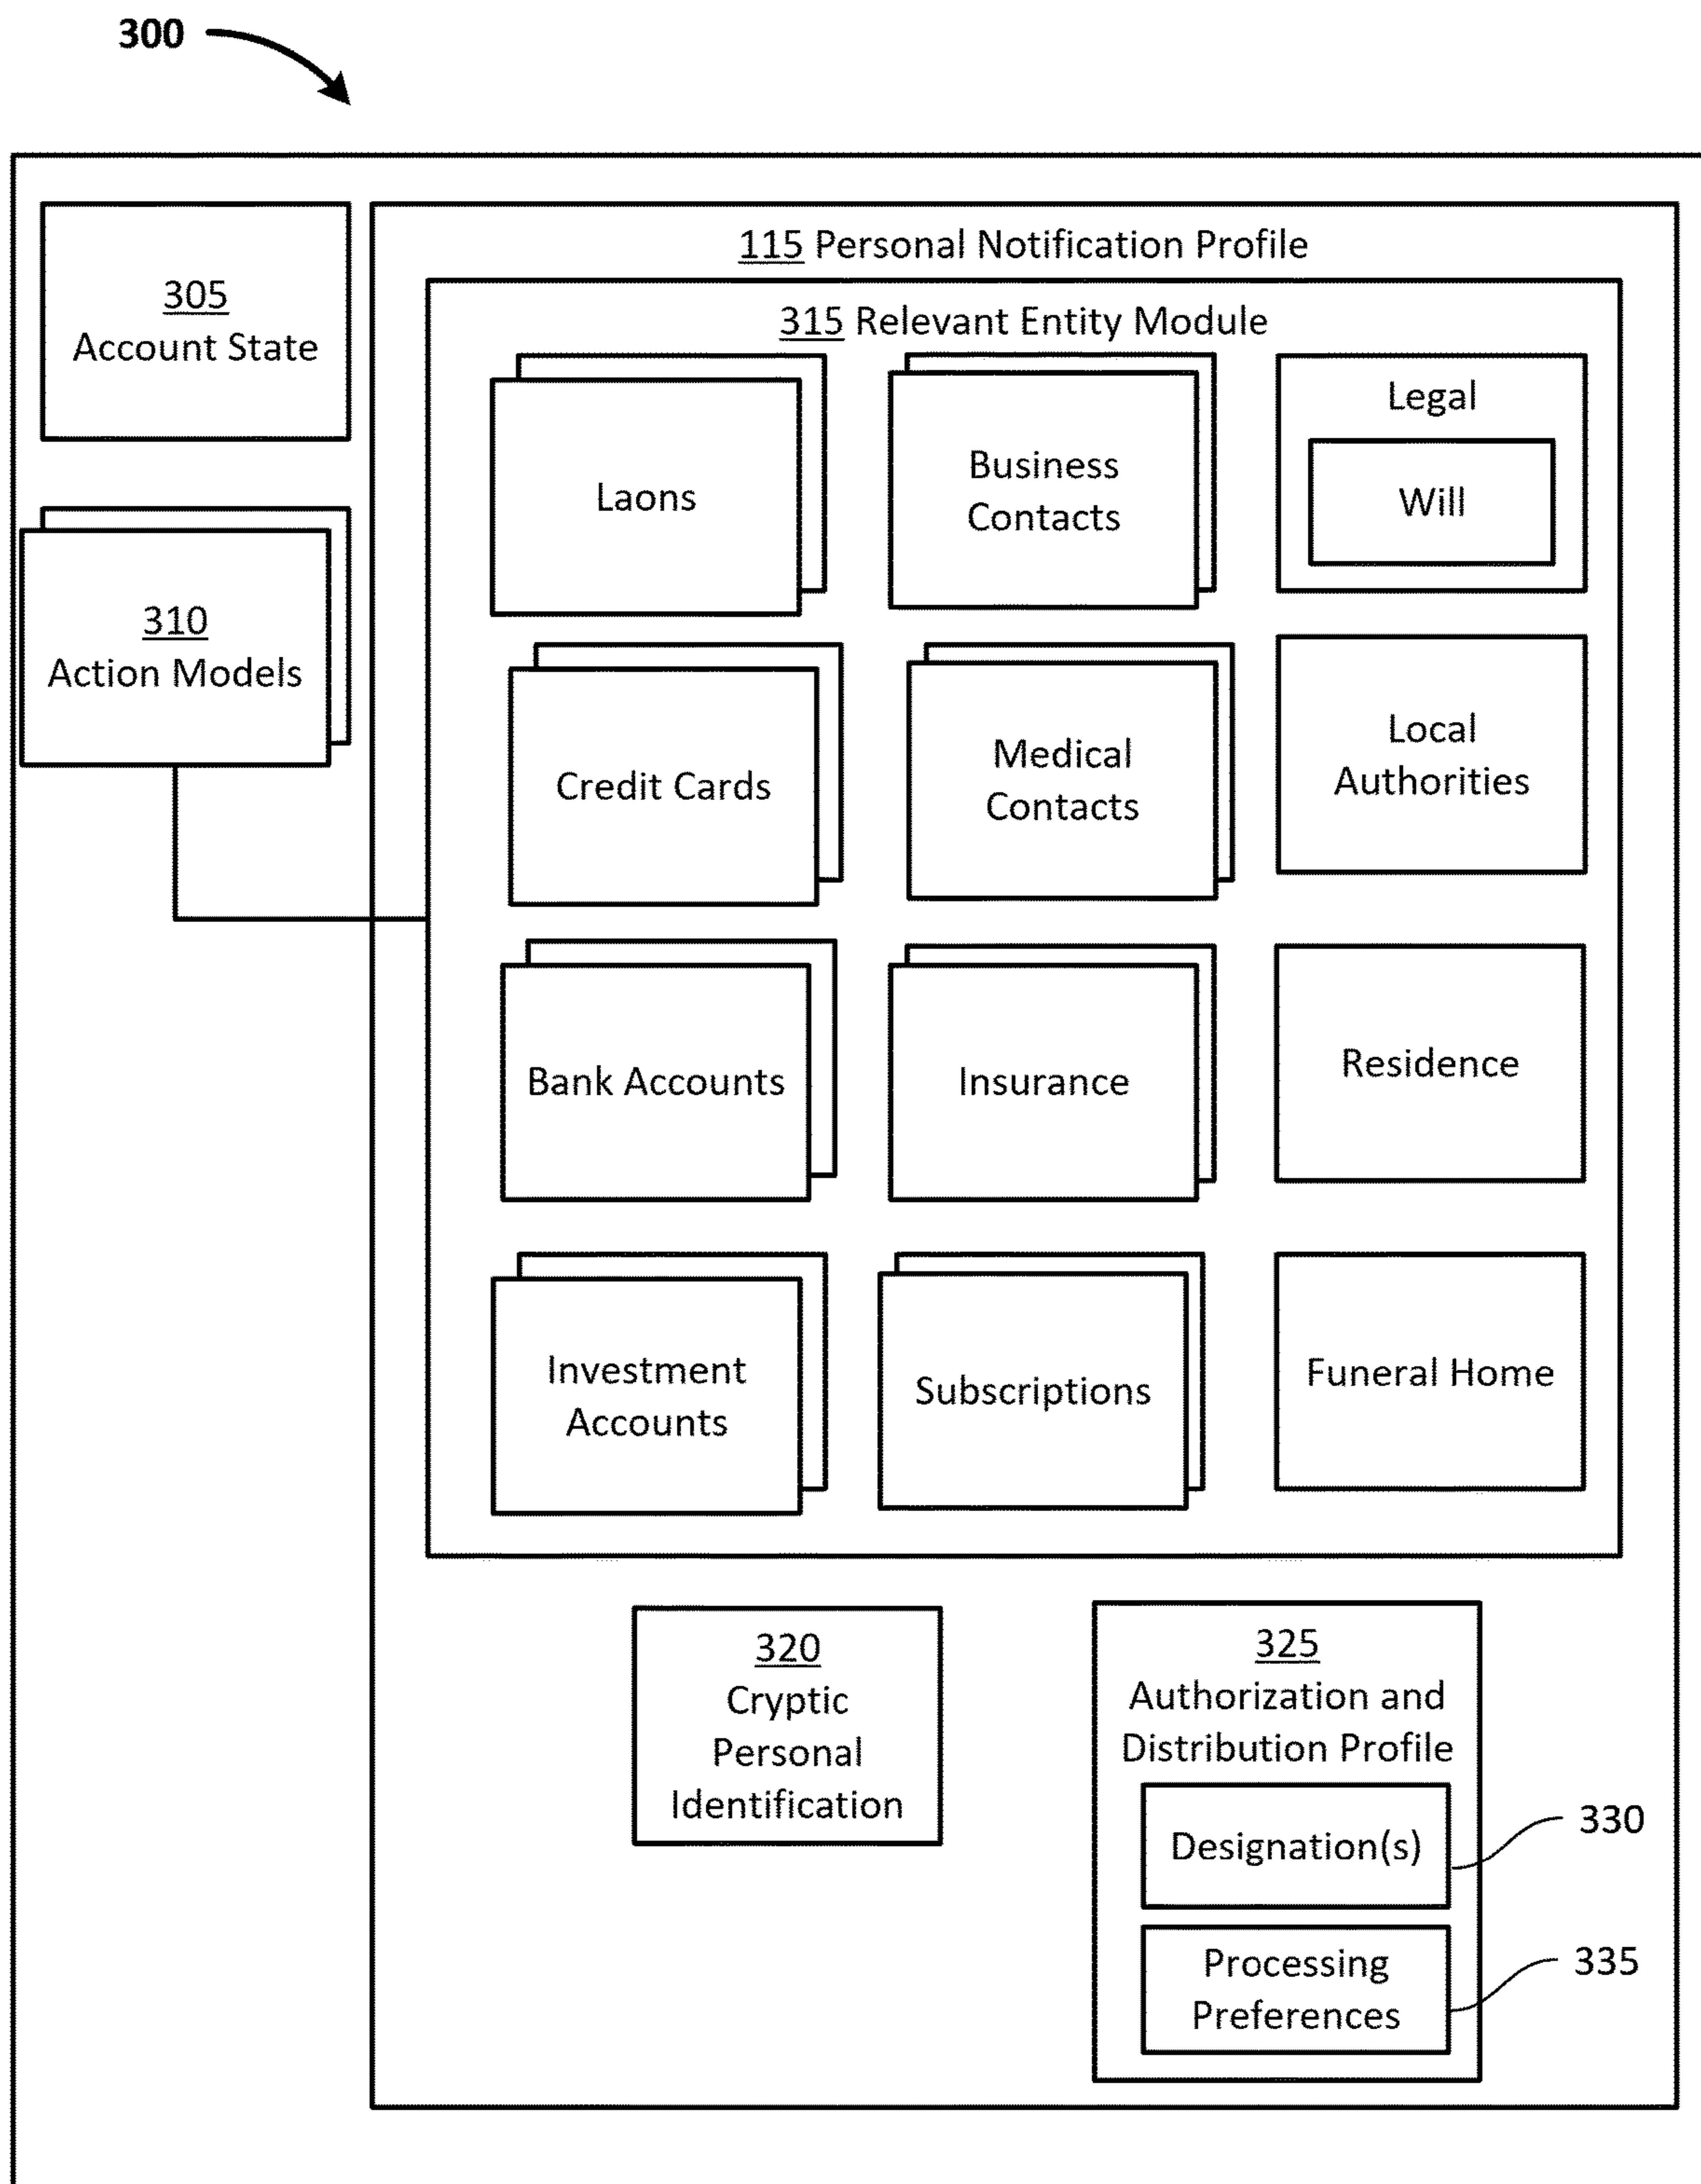 300
305
Account State
310
Action Models
115 Personal Notification Profile
315 Relevant Entity Module
Laons
Business
Contacts
Legal
Will
Credit Cards
Medical
Contacts
Local
Authorities
Bank Accounts
Insurance
Residence
Investment
Accounts
Subscriptions
Funeral Home
320
Cryptic
Personal
Identification
325
Authorization and
Distribution Profile
Designation(s)
330
Processing
Preferences
335